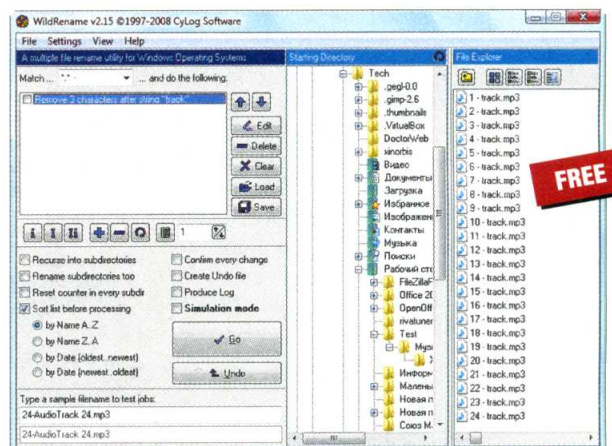 WildRename v2.15 ©1997-2008 CyLog Software
File Settings View Help
A multiple file rename utility for Windows Operating Systems
Match... *.* ... and do the following:
Remove 3 characters after string "back"
Edit
Delete
Clear
Load
Save
1
Recurse into subdirectories
Rename subdirectories too
Reset counter in every subdir
Sort list before processing
by Name A..Z
by Name Z..A
by Date (oldest..newest)
by Date (newest..oldest)
Confirm every change
Create Undo file
Produce Log
Simulation mode
Go
Undo
Type a sample filename to test jobs:
24-AudioTrack 24.mp3
24-AudioTrack 24.mp3
Starting Directory
Tech
.gegl-0.0
.gimp-2.6
.thumbnails
.VirtualBox
DoctorWeb
xinorbis
Видео
Документы
Загрузка
Избранное
Изображен
Контакты
Музыка
Поиски
Рабочий сто
FileZillaF
Office 20
OpenOff
rivatuner
Test
Музы
Информ
Маленьк
Новая п
Новая п
Союз М
File Explorer
1 - track.mp3
2 - track.mp3
3 - track.mp3
4 - track.mp3
5 - track.mp3
6 - track.mp3
7 - track.mp3
8 - track.mp3
9 - track.mp3
10 - track.mp3
11 - track.mp3
12 - track.mp3
13 - track.mp3
14 - track.mp3
15 - track.mp3
16 - track.mp3
17 - track.mp3
18 - track.mp3
19 - track.mp3
20 - track.mp3
21 - track.mp3
22 - track.mp3
23 - track.mp3
24 - track.mp3
FREE